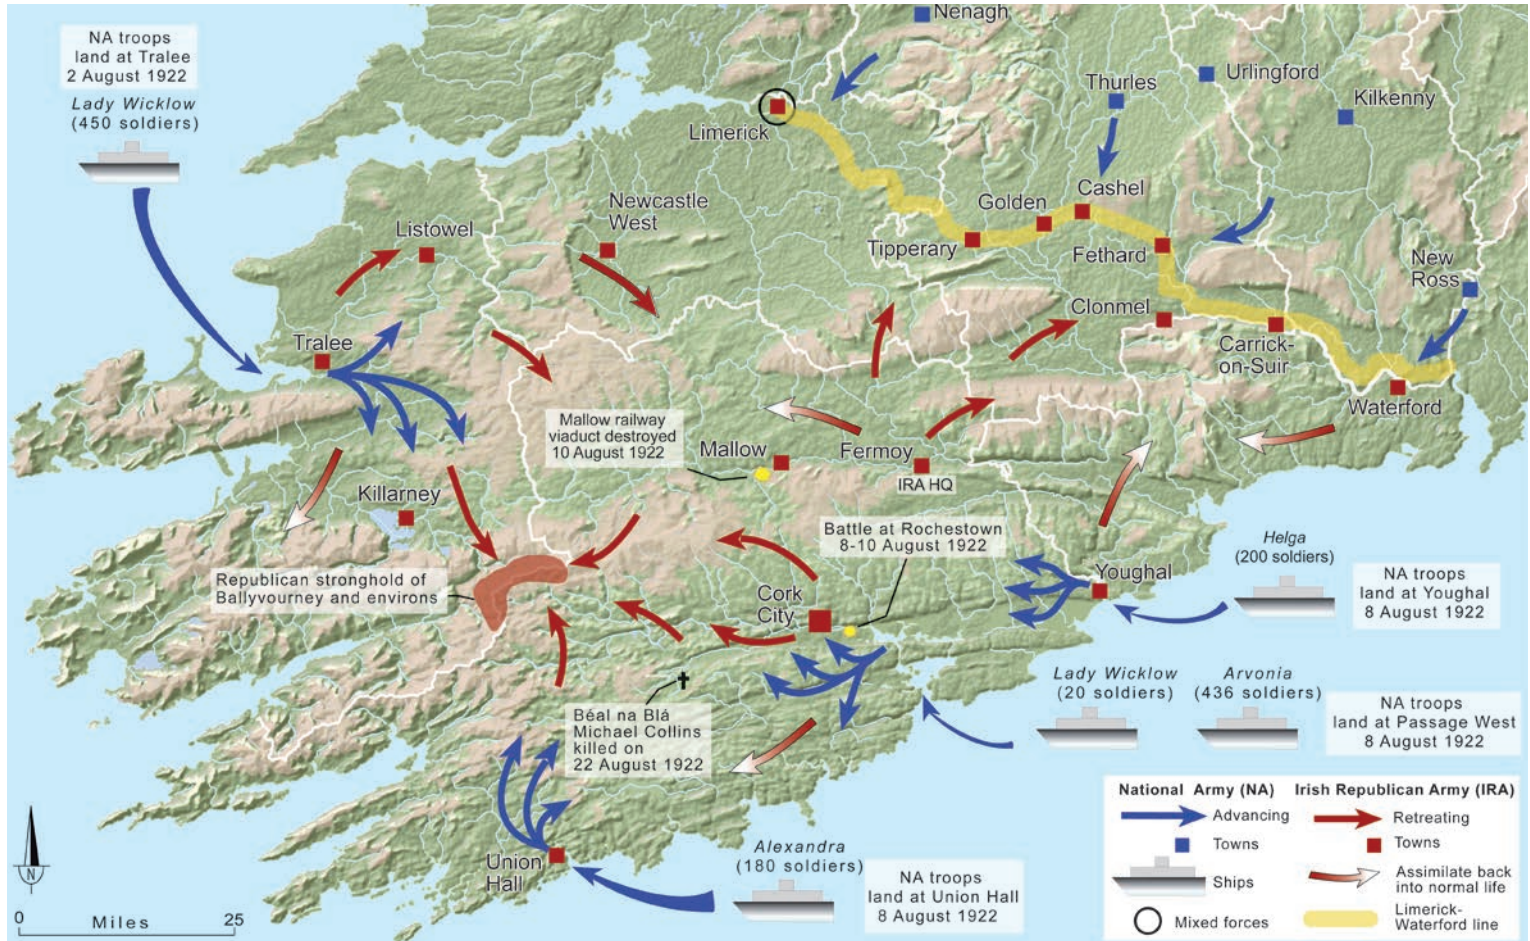 NA troops
land at Tralee
2 August 1922
Lady Wicklow
(450 soldiers)
Nenagh
Thurles
Urlingford
Kilkenny
Limerick
Listowel
Newcastle
West
Golden
Cashel
Tipperary
Fethard
New
Ross
Clonmel
Carrick-
on-Suir
Waterford
Tralee
Mallow railway
viaduct destroyed
10 August 1922
Mallow
Fermoy
IRA HQ
Killarney
Republican stronghold of
Ballyvourney and environs
Battle at Rochestown
8-10 August 1922
Cork
City
Youghal
Helga
(200 soldiers)
NA troops
land at Youghal
8 August 1922
Lady Wicklow
(20 soldiers)
Arvonia
(436 soldiers)
NA troops
land at Passage West
8 August 1922
Béal na Blá
Michael Collins
killed on
22 August 1922
Union
Hall
Alexandra
(180 soldiers)
NA troops
land at Union Hall
8 August 1922
N
0 Miles 25
National Army (NA)
Advancing
Towns
Ships
Mixed forces
Irish Republican Army (IRA)
Retreating
Towns
Assimilate back
into normal life
Limerick-
Waterford line